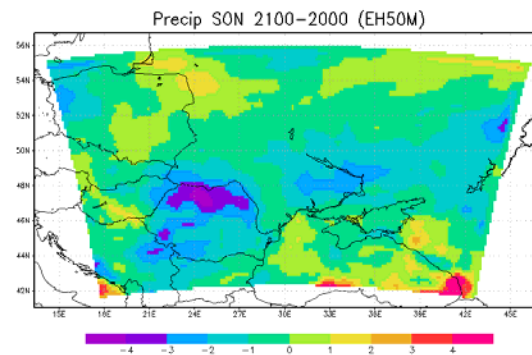 Precip SON 2100-2000 (EH50M)
56N
54N
52N
50N
48N
46N
44N
42N
15E 18E 21E 24E 27E 30E 33E 36E 39E 42E 45E
-4 -3 -2 -1 0 1 2 3 4